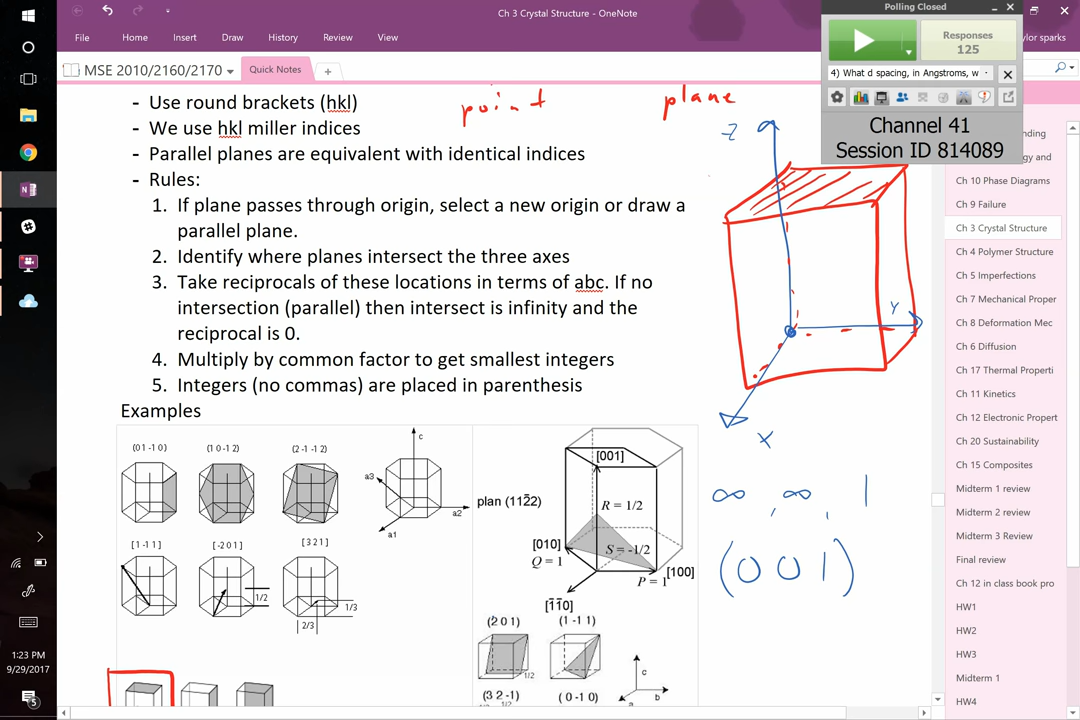 Ch 3 Crystal Structure - OneNote
Polling Closed
Responses
125
4) What d spacing, in Angstroms, w
Channel 41
Session ID 814089
File Home Insert Draw History Review View
MSE 2010/2160/2170
Quick Notes
- Use round brackets (hkl)
- We use hkl miller indices
- Parallel planes are equivalent with identical indices
- Rules:
1. If plane passes through origin, select a new origin or draw a
parallel plane.
2. Identify where planes intersect the three axes
3. Take reciprocals of these locations in terms of abc. If no
intersection (parallel) then intersect is infinity and the
reciprocal is 0.
4. Multiply by common factor to get smallest integers
5. Integers (no commas) are placed in parenthesis
Examples
point
plane
z
Y
X
∞, ∞, 1
(001)
(0 1 -1 0) (1 0 -1 2) (2 -1 -1 2)
c
a3
a2
a1
[1 -1 1] [-2 0 1] [3 2 1]
1/2
1/3
2/3
plan (112̄2)
[001]
R = 1/2
[010]
Q = 1
S = -1/2
P = 1
[100]
[1̄1̄0]
(2 0 1) (1 -1 1)
1/2
(3 2 -1) (0 -1 0)
1/2
c
b
a
nding
gy and
Ch 10 Phase Diagrams
Ch 9 Failure
Ch 3 Crystal Structure
Ch 4 Polymer Structure
Ch 5 Imperfections
Ch 7 Mechanical Proper
Ch 8 Deformation Mec
Ch 6 Diffusion
Ch 17 Thermal Properti
Ch 11 Kinetics
Ch 12 Electronic Propert
Ch 20 Sustainability
Ch 15 Composites
Midterm 1 review
Midterm 2 review
Midterm 3 Review
Final review
Ch 12 in class book pro
HW1
HW2
HW3
Midterm 1
HW4
ylor sparks
1:23 PM
9/29/2017
5